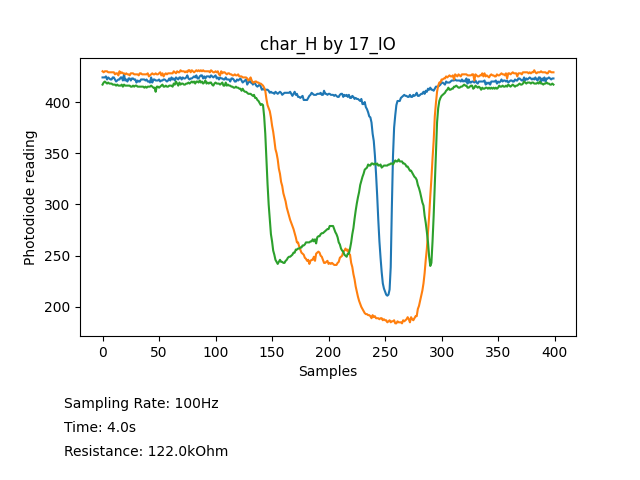 char_H by 17_IO
Photodiode reading
400
350
300
250
200
0 50 100 150 200 250 300 350 400
Samples
Sampling Rate: 100Hz
Time: 4.0s
Resistance: 122.0kOhm